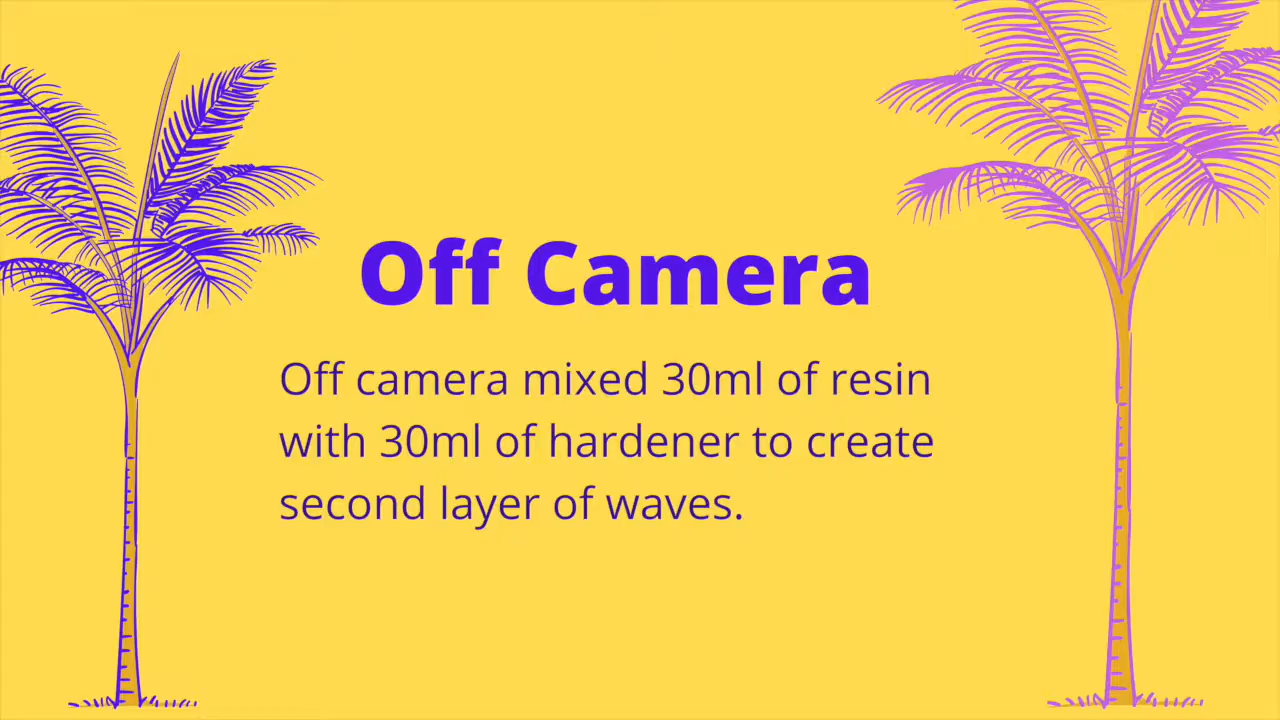 Off Camera
Off camera mixed 30ml of resin
with 30ml of hardener to create
second layer of waves.